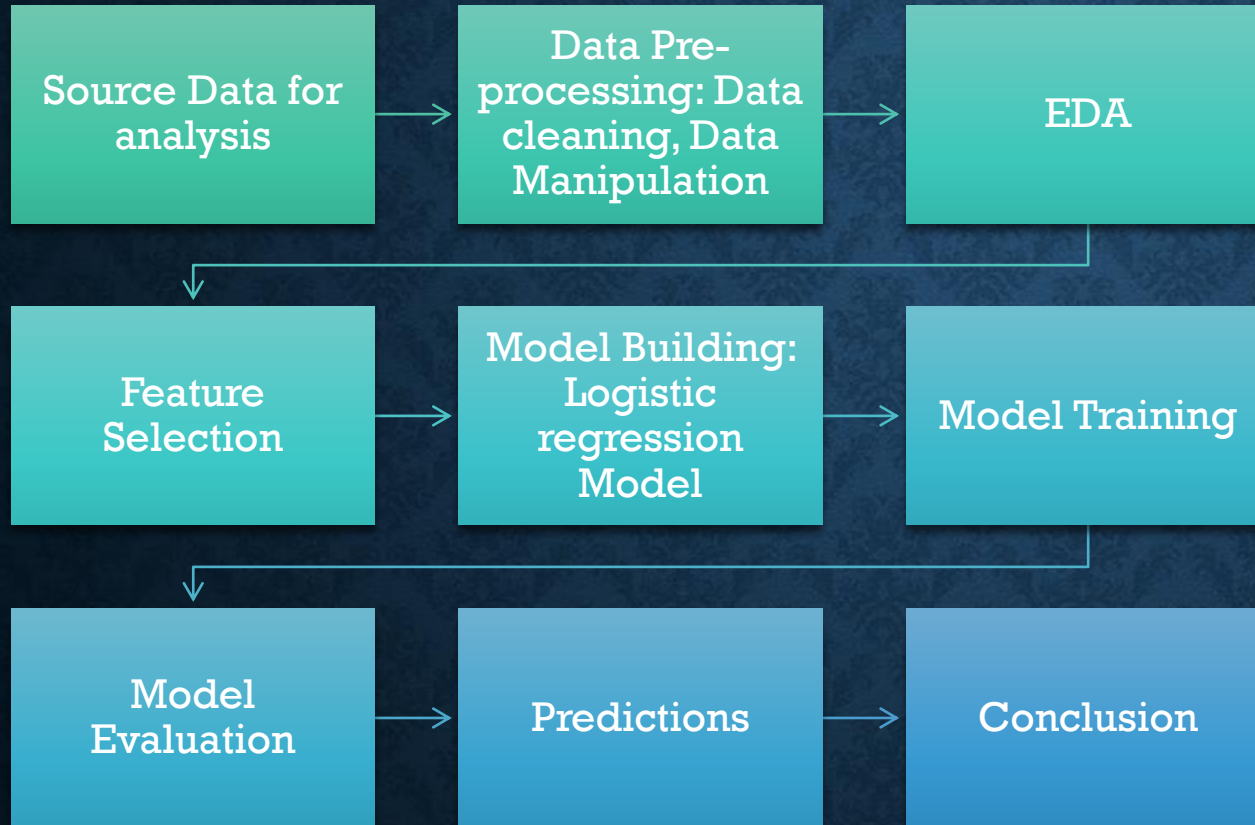 Source Data for
analysis
Data Pre-
processing: Data
cleaning, Data
Manipulation
EDA
Feature
Selection
Model Building:
Logistic
regression
Model
Model Training
Model
Evaluation
Predictions
Conclusion